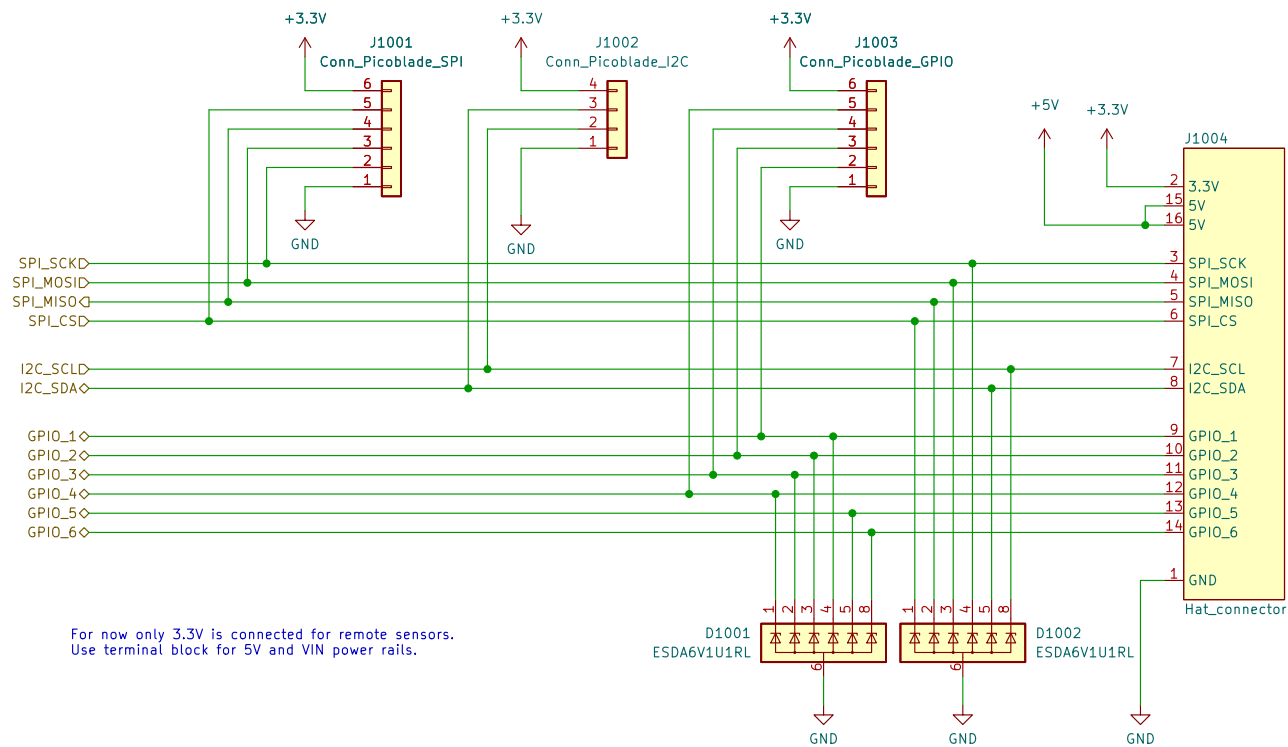 +3.3V
+3.3V
+3.3V
J1001
Conn_Picoblade_SPI
J1002
Conn_Picoblade_I2C
J1003
Conn_Picoblade_GPIO
6
5
4
3
2
1
4
3
2
1
6
5
4
3
2
1
GND
GND
GND
+5V
+3.3V
J1004
2 3.3V
15 5V
16 5V
SPI_SCK
3 SPI_SCK
SPI_MOSI
4 SPI_MOSI
SPI_MISO
5 SPI_MISO
SPI_CS
6 SPI_CS
I2C_SCL
7 I2C_SCL
I2C_SDA
8 I2C_SDA
GPIO_1
9 GPIO_1
GPIO_2
10 GPIO_2
GPIO_3
11 GPIO_3
GPIO_4
12 GPIO_4
GPIO_5
13 GPIO_5
GPIO_6
14 GPIO_6
1 GND
Hat_connector
1 2 3 4 5 8
1 2 3 4 5 8
D1001
ESDA6V1U1RL
6
D1002
ESDA6V1U1RL
6
For now only 3.3V is connected for remote sensors.
Use terminal block for 5V and VIN power rails.
GND
GND
GND